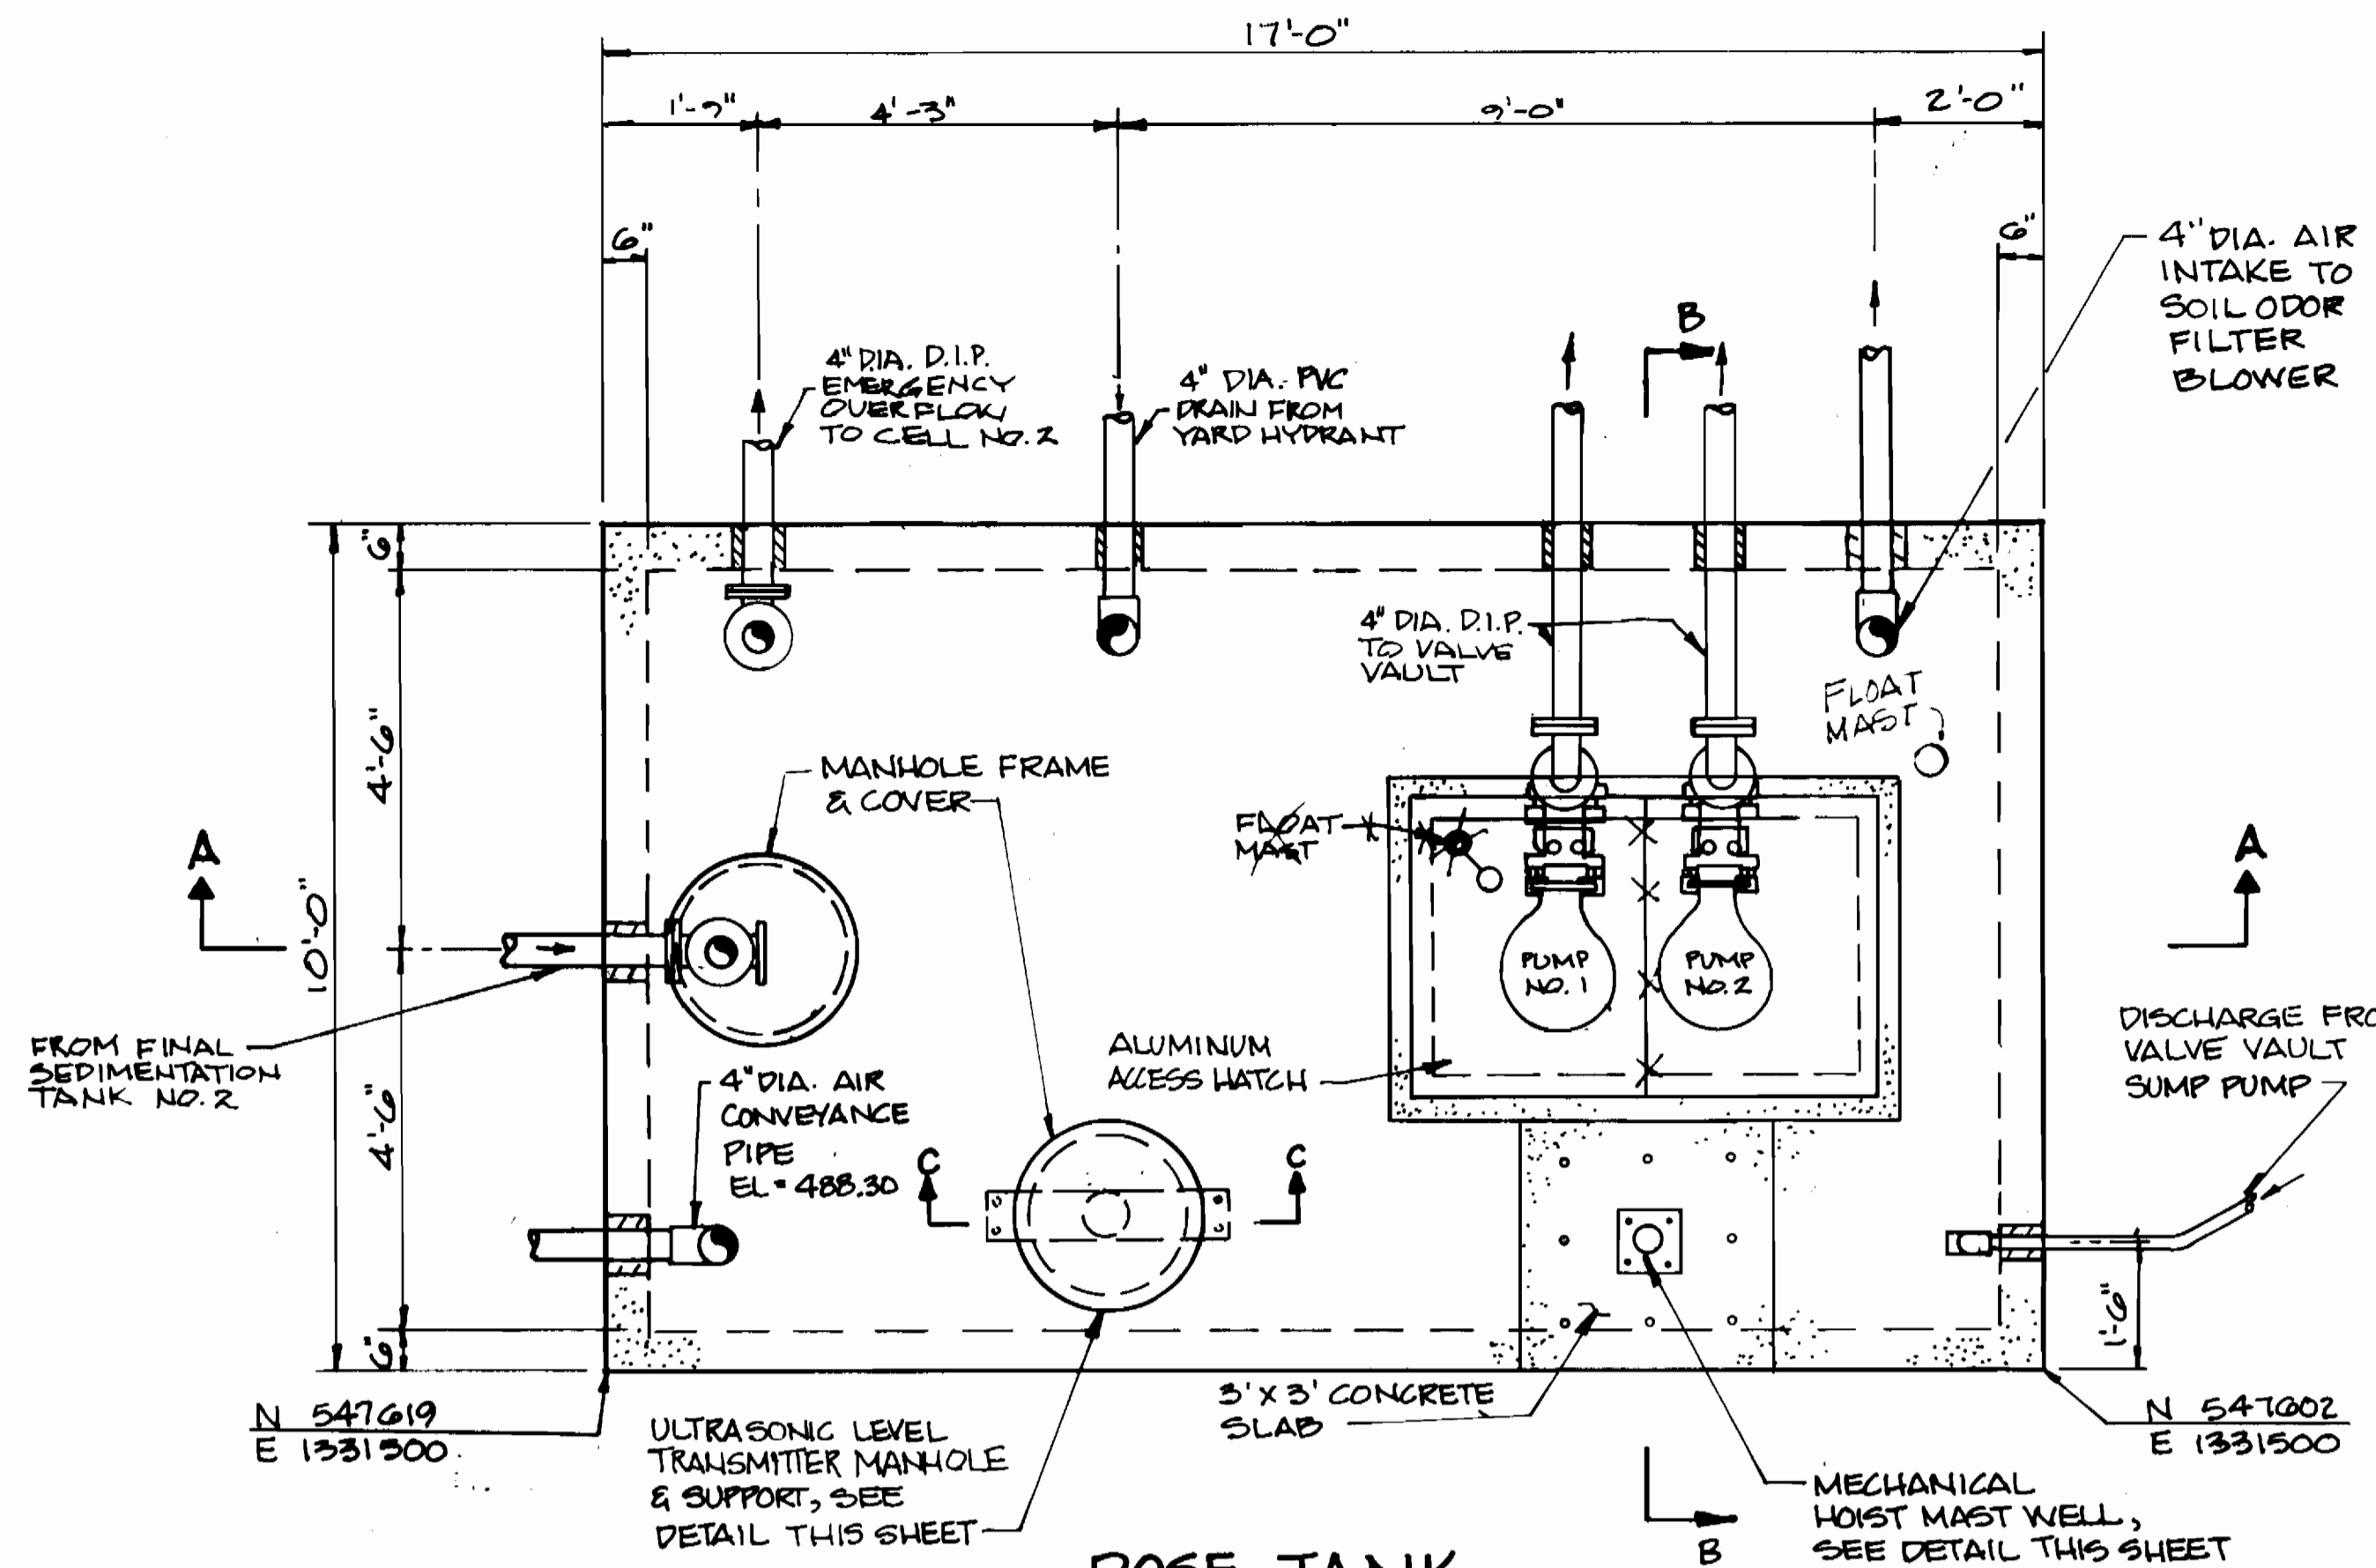 17'-0"
1'-9"
4'-3"
9'-0"
2'-0"
6"
6"
4" DIA. AIR
INTAKE TO
SOIL ODOR
FILTER
BLOWER
B
4" DIA. D.I.P.
EMERGENCY
OVERFLOW
TO CELL NO. 2
4" DIA. PVC
DRAIN FROM
YARD HYDRANT
6"
4'-6"
10'-0"
4'-6"
6"
4" DIA. D.I.P.
TO VALVE
VAULT
FLOAT
MAST
MANHOLE FRAME
& COVER
FLOAT
MAST
A
A
PUMP
NO. 1
PUMP
NO. 2
FROM FINAL
SEDIMENTATION
TANK NO. 2
ALUMINUM
ACCESS HATCH
DISCHARGE FRO
VALVE VAULT
SUMP PUMP
4" DIA. AIR
CONVEYANCE
PIPE
EL = 488.30
C
C
1'-6"
N 547619
E 1331500
ULTRASONIC LEVEL
TRANSMITTER MANHOLE
& SUPPORT, SEE
DETAIL THIS SHEET
3' X 3' CONCRETE
SLAB
N 547602
E 1331500
MECHANICAL
HOIST MAST WELL,
SEE DETAIL THIS SHEET
B
DOSE TANK